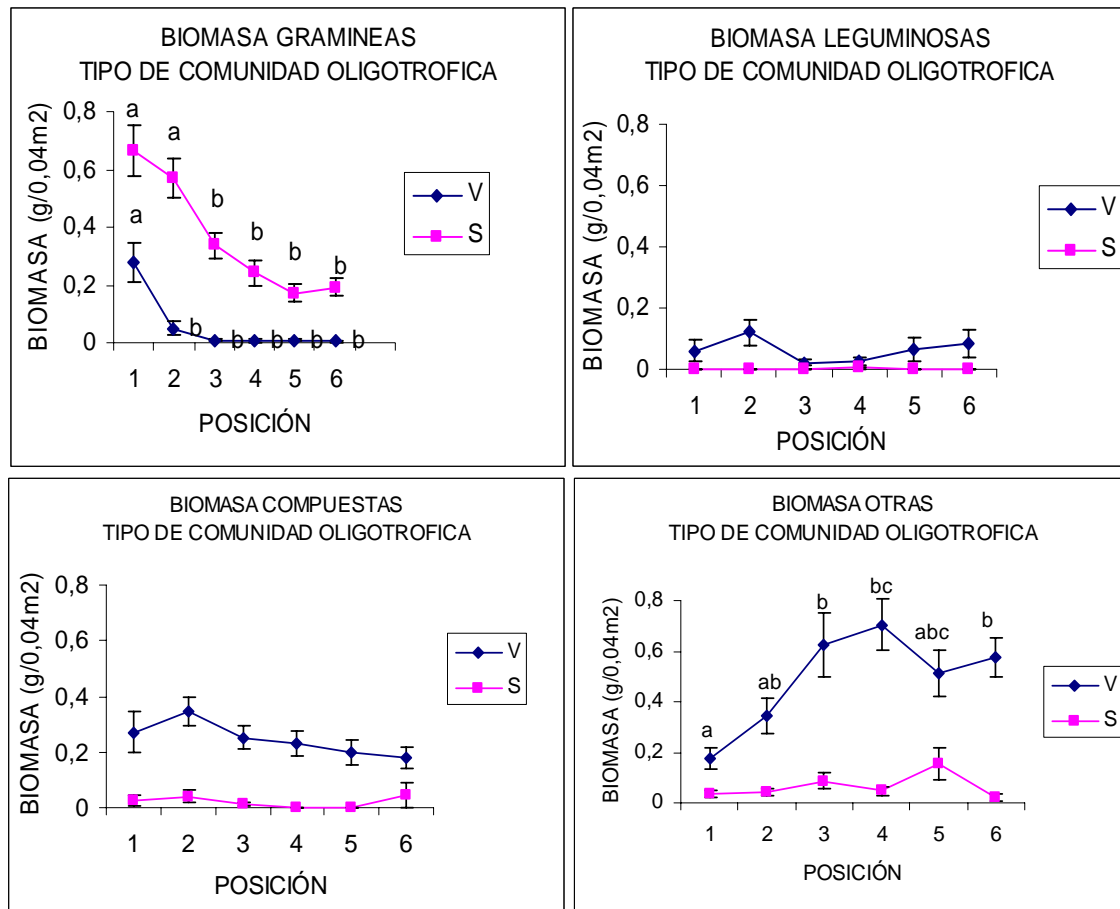 BIOMASA GRAMINEAS
TIPO DE COMUNIDAD OLIGOTROFICA
BIOMASA (g/0,04m2)
0,8
0,6
0,4
0,2
0
a
a
b
b
b
b
a
b
b
b
b
b
1 2 3 4 5 6
POSICIÓN
V
S
BIOMASA LEGUMINOSAS
TIPO DE COMUNIDAD OLIGOTROFICA
BIOMASA (g/0,04m2)
0,8
0,6
0,4
0,2
0
1 2 3 4 5 6
POSICIÓN
V
S
BIOMASA COMPUESTAS
TIPO DE COMUNIDAD OLIGOTROFICA
BIOMASA (g/0,04m2)
0,8
0,6
0,4
0,2
0
1 2 3 4 5 6
POSICIÓN
V
S
BIOMASA OTRAS
TIPO DE COMUNIDAD OLIGOTROFICA
BIOMASA (g/0,04m2)
0,8
0,6
0,4
0,2
0
a
ab
b
bc
abc
b
1 2 3 4 5 6
POSICIÓN
V
S